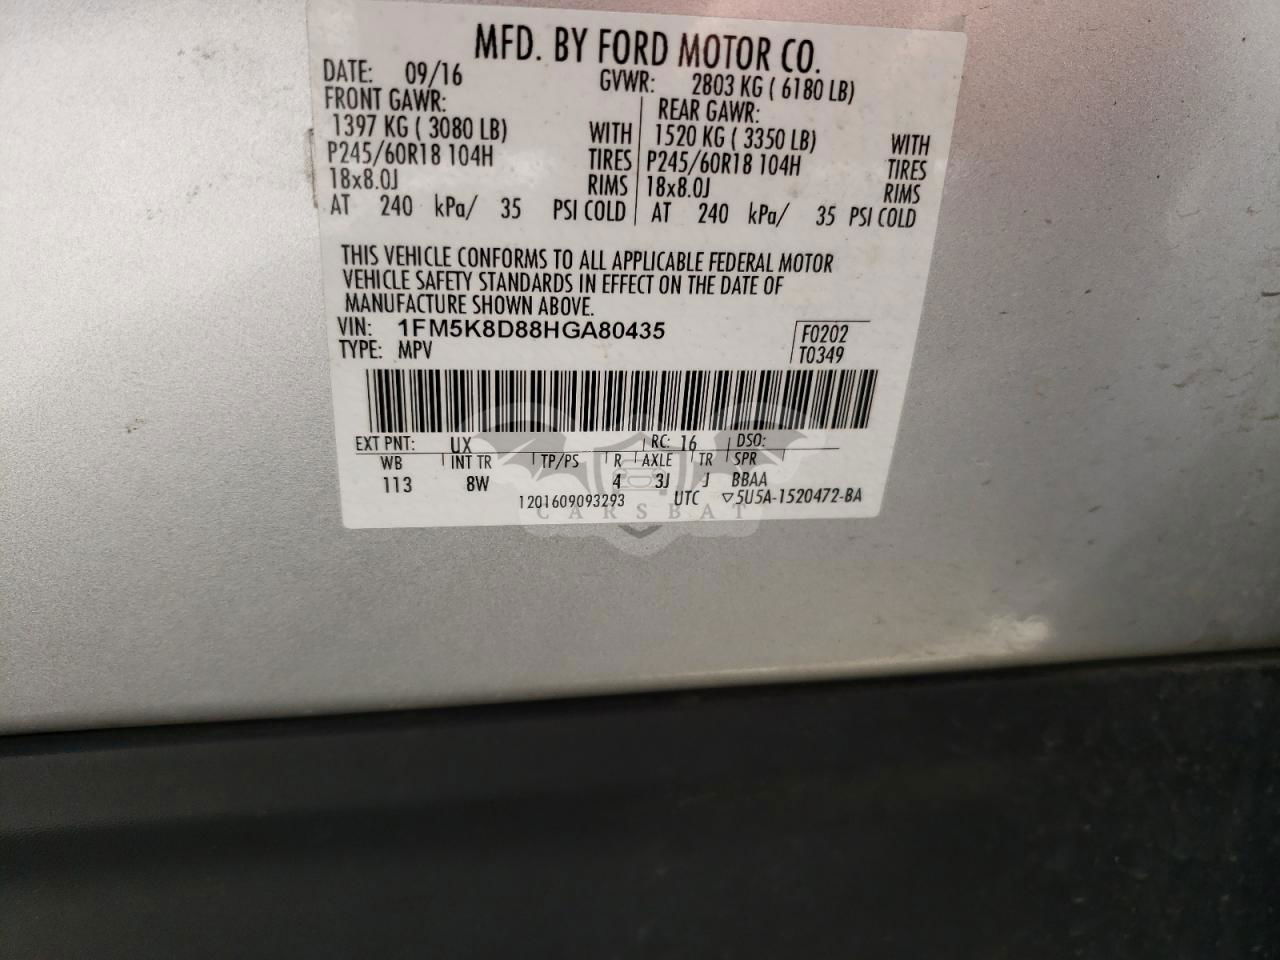 MFD. BY FORD MOTOR CO.
DATE: 09/16 GVWR: 2803 KG ( 6180 LB)
FRONT GAWR: REAR GAWR:
1397 KG ( 3080 LB) WITH 1520 KG ( 3350 LB) WITH
P245/60R18 104H TIRES P245/60R18 104H TIRES
18x8.0J RIMS 18x8.0J RIMS
AT 240 kPa/ 35 PSI COLD AT 240 kPa/ 35 PSI COLD
THIS VEHICLE CONFORMS TO ALL APPLICABLE FEDERAL MOTOR
VEHICLE SAFETY STANDARDS IN EFFECT ON THE DATE OF
MANUFACTURE SHOWN ABOVE.
VIN: 1FM5K8D88HGA80435 F0202
TYPE: MPV T0349
EXT PNT: UX RC: 16 DSO:
WB INT TR TP/PS R AXLE TR SPR
113 8W 4 3J J BBAA
1201609093293 UTC ▽5U5A-1520472-BA
CARSBAT